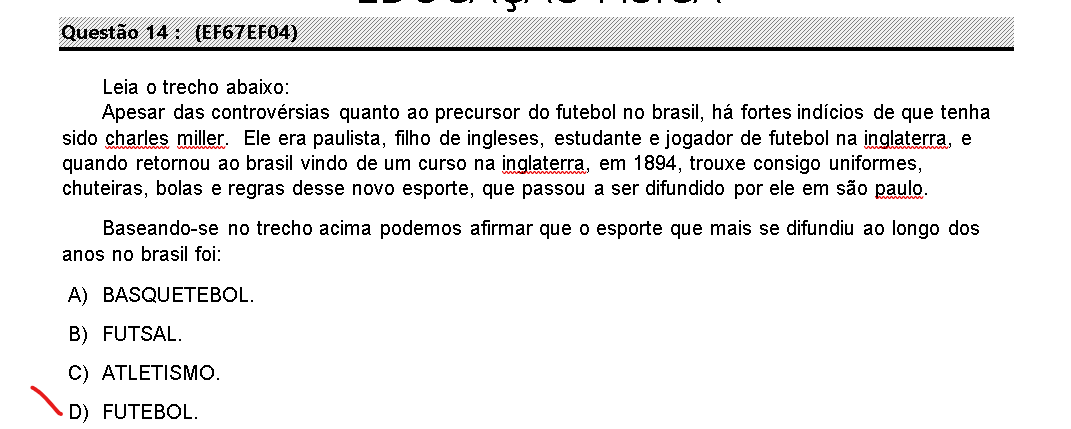 Questão 14 : (EF67EF04)
Leia o trecho abaixo:
Apesar das controvérsias quanto ao precursor do futebol no brasil, há fortes indícios de que tenha
sido charles miller. Ele era paulista, filho de ingleses, estudante e jogador de futebol na inglaterra, e
quando retornou ao brasil vindo de um curso na inglaterra, em 1894, trouxe consigo uniformes,
chuteiras, bolas e regras desse novo esporte, que passou a ser difundido por ele em são paulo.
Baseando-se no trecho acima podemos afirmar que o esporte que mais se difundiu ao longo dos
anos no brasil foi:
A) BASQUETEBOL.
B) FUTSAL.
C) ATLETISMO.
D) FUTEBOL.